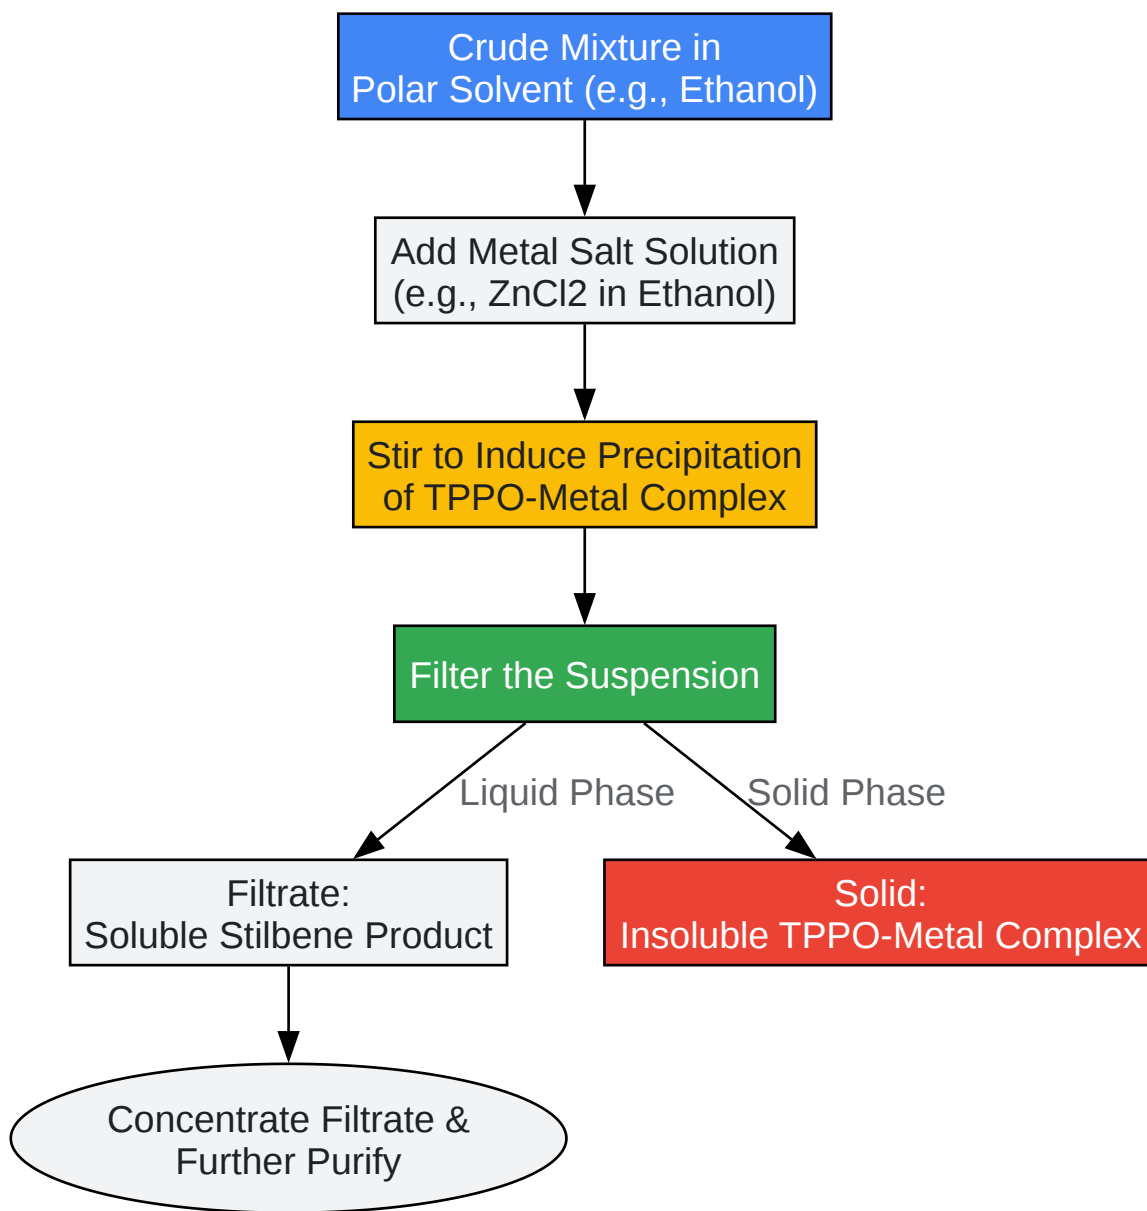 Crude Mixture in
Polar Solvent (e.g., Ethanol)
Add Metal Salt Solution
(e.g., ZnCl2 in Ethanol)
Stir to Induce Precipitation
of TPPO-Metal Complex
Filter the Suspension
Liquid Phase
Solid Phase
Filtrate:
Soluble Stilbene Product
Solid:
Insoluble TPPO-Metal Complex
Concentrate Filtrate &
Further Purify